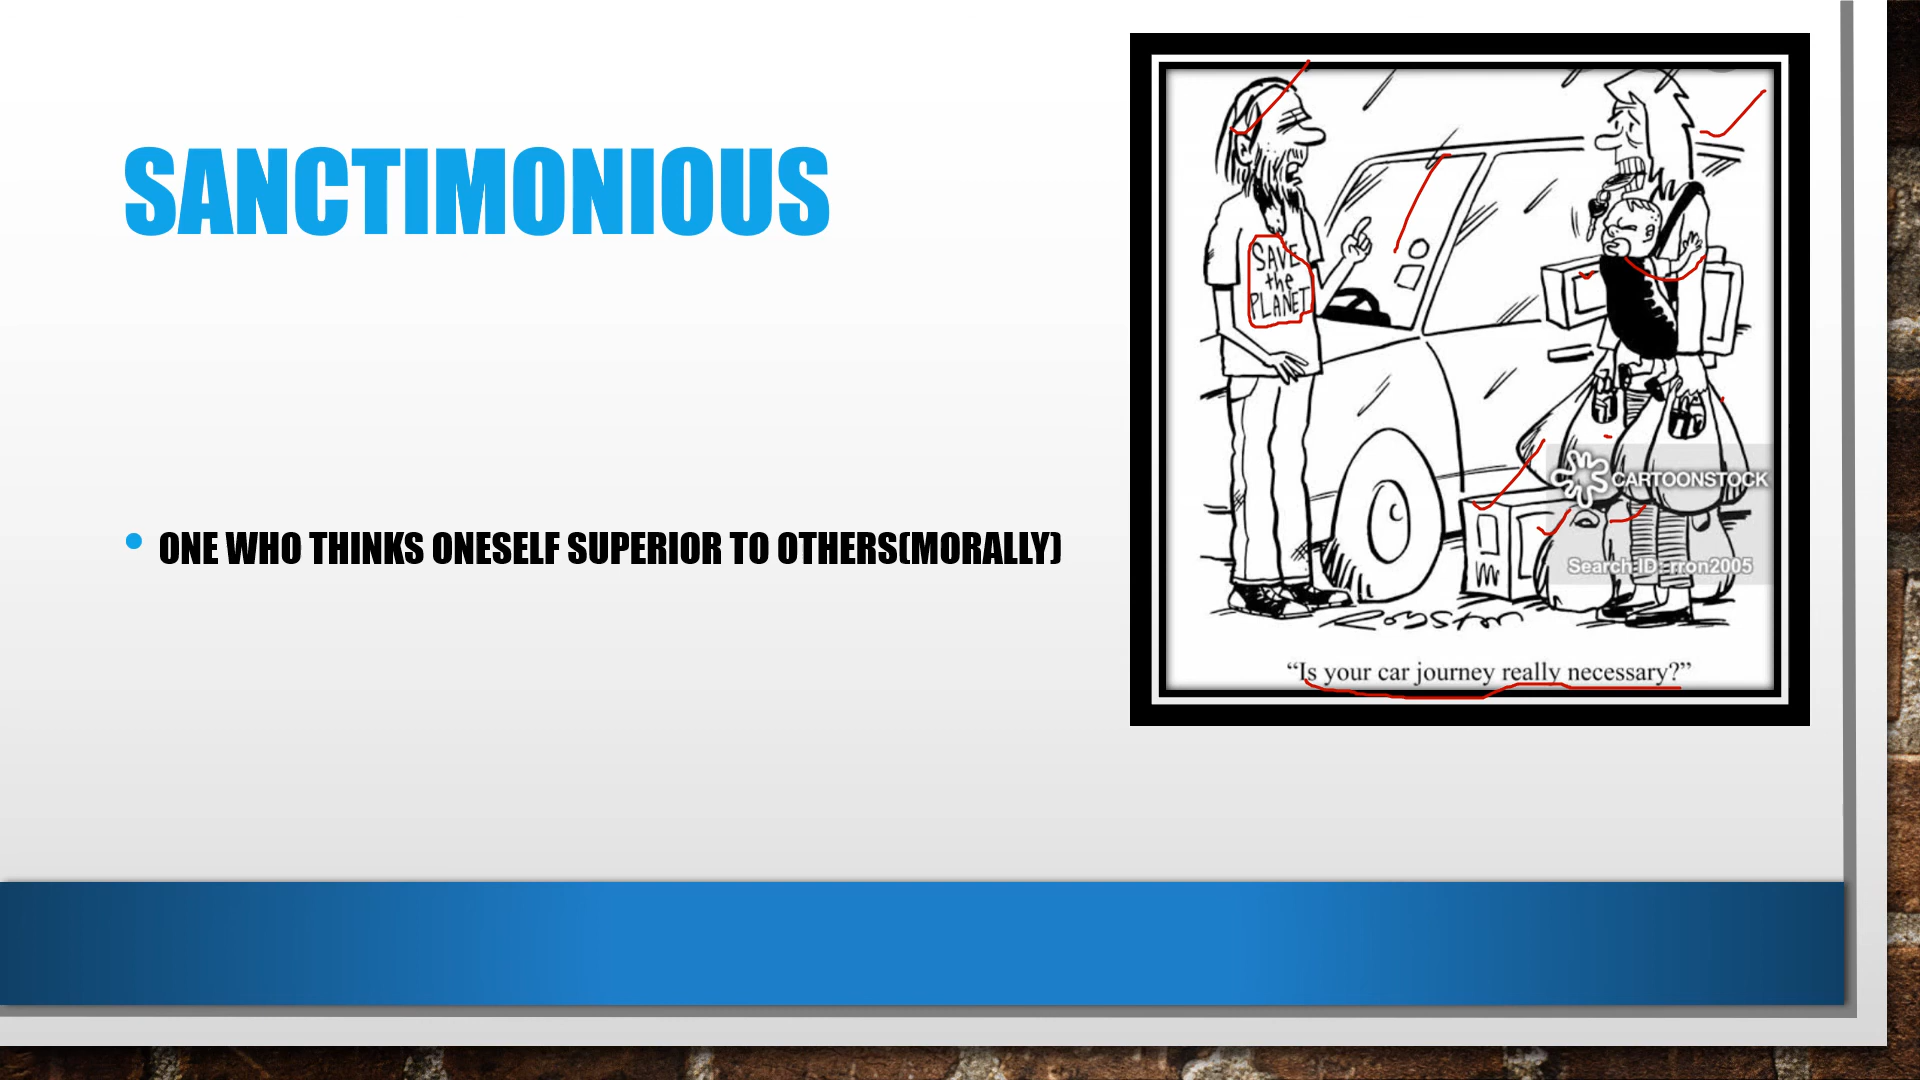 SANCTIMONIOUS
• ONE WHO THINKS ONESELF SUPERIOR TO OTHERS(MORALLY)
SAVE
the
PLANET
CARTOONSTOCK
Search ID: rron2005
Royston
“Is your car journey really necessary?”